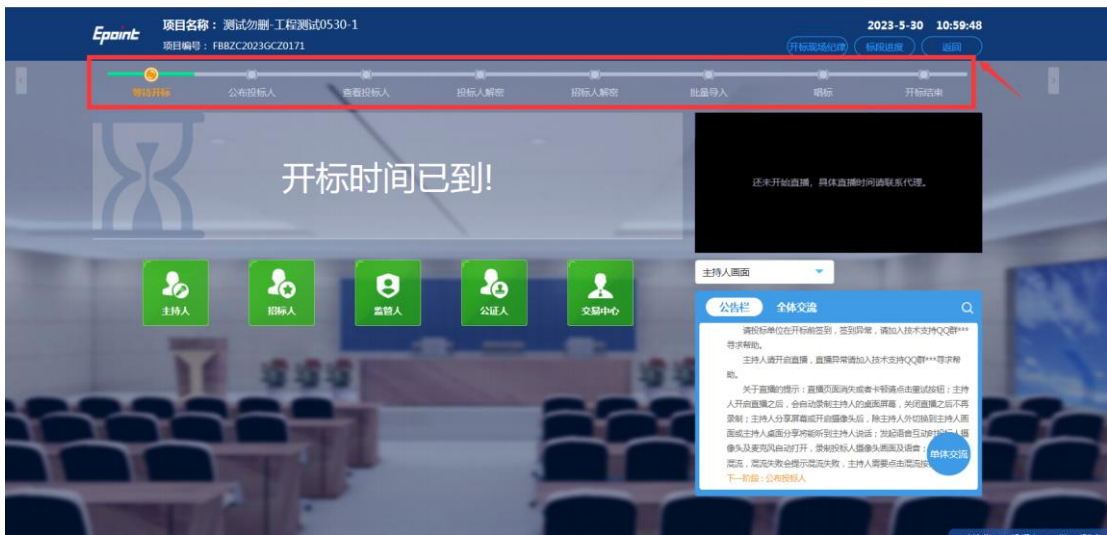 Epoint
项目名称： 测试勿删-工程测试0530-1
项目编号： FBBZC2023GCZ0171
2023-5-30 10:59:48
开标现场纪律 标段进度 返回
等待开标 公布投标人 查看投标人 投标人解密 招标人解密 批量导入 唱标 开标结束
开标时间已到!
还未开始直播，具体直播时间请联系代理。
主持人 招标人 监管人 公证人 交易中心
主持人画面
公告栏 全体交流
请投标单位在开标前签到，签到异常，请加入技术支持QQ群***
寻求帮助。
主持人请开启直播，直播异常请加入技术支持QQ群***寻求帮
助。
关于直播的提示：直播页面消失或者卡顿请点击重试按钮；主持
人开启直播之后，会自动录制主持人的桌面屏幕，关闭直播之后不再
录制；主持人分享屏幕或开启摄像头后，除主持人外切换到主持人画
面或主持人桌面分享将能听到主持人说话；发起语音互动时投标人摄
像头及麦克风自动打开，录制投标人摄像头画面及语音；
混流，混流失败会提示混流失败，主持人需要点击混流按
单体交流
下一阶段：公布投标人